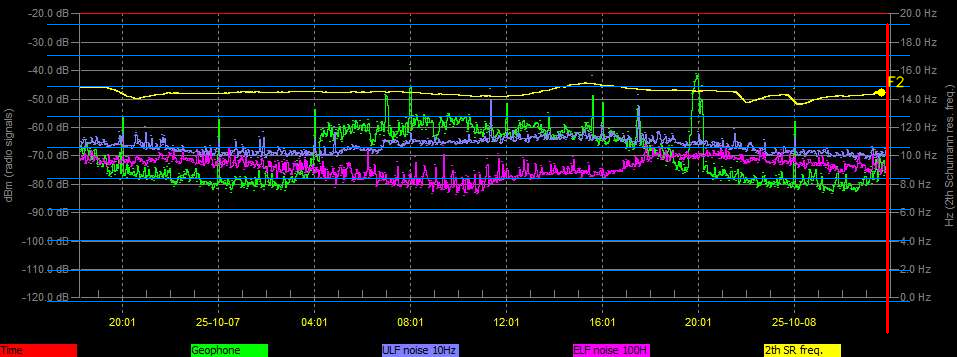 -20.0 dB 20.0 Hz
-30.0 dB 18.0 Hz
-40.0 dB 16.0 Hz
F2
-50.0 dB 14.0 Hz
-60.0 dB 12.0 Hz
-70.0 dB 10.0 Hz
-80.0 dB 8.0 Hz
-90.0 dB 6.0 Hz
-100.0 dB 4.0 Hz
-110.0 dB 2.0 Hz
-120.0 dB 0.0 Hz
dBm (radio signals)
Hz (2th Schumann res. freq.)
20:01 25-10-07 04:01 08:01 12:01 16:01 20:01 25-10-08
Time Geophone ULF noise 10Hz ELF noise 100H 2th SR freq.